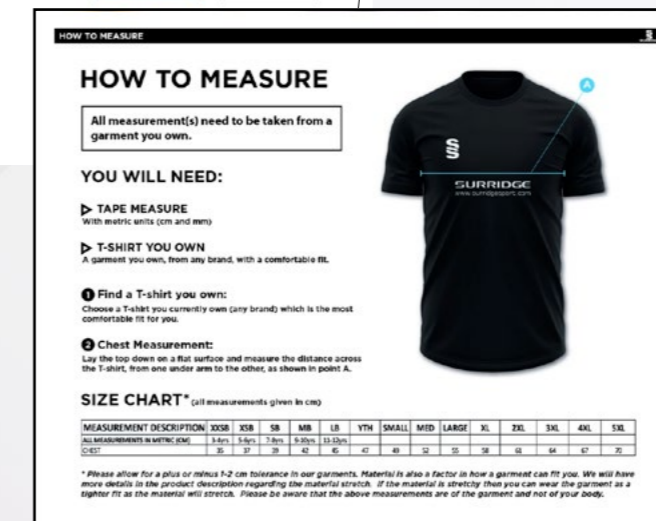 HOW TO MEASURE
HOW TO MEASURE
All measurement(s) need to be taken from a
garment you own.
YOU WILL NEED:
TAPE MEASURE
With metric units (cm and mm)
T-SHIRT YOU OWN
A garment you own, from any brand, with a comfortable fit.
1 Find a T-shirt you own:
Choose a T-shirt you currently own (any brand) which is the most
comfortable fit for you.
2 Chest Measurement:
Lay the top down on a flat surface and measure the distance across
the T-shirt, from one under arm to the other, as shown in point A.
A
SURRIDGE
www.surridgesport.com
SIZE CHART* (all measurements given in cm)
MEASUREMENT DESCRIPTION XXSB XSB SB MB LB YTH SMALL MED LARGE XL 2XL 3XL 4XL 5XL
ALL MEASUREMENTS IN METRIC (CM) 3-4yrs 5-6yrs 7-8yrs 9-10yrs 11-12yrs
CHEST 35 37 39 42 45 47 49 52 55 58 61 64 67 70
* Please allow for a plus or minus 1-2 cm tolerance in our garments. Material is also a factor in how a garment can fit you. We will have
more details in the product description regarding the material stretch. If the material is stretchy then you can wear the garment as a
tighter fit as the material will stretch. Please be aware that the above measurements are of the garment and not of your body.